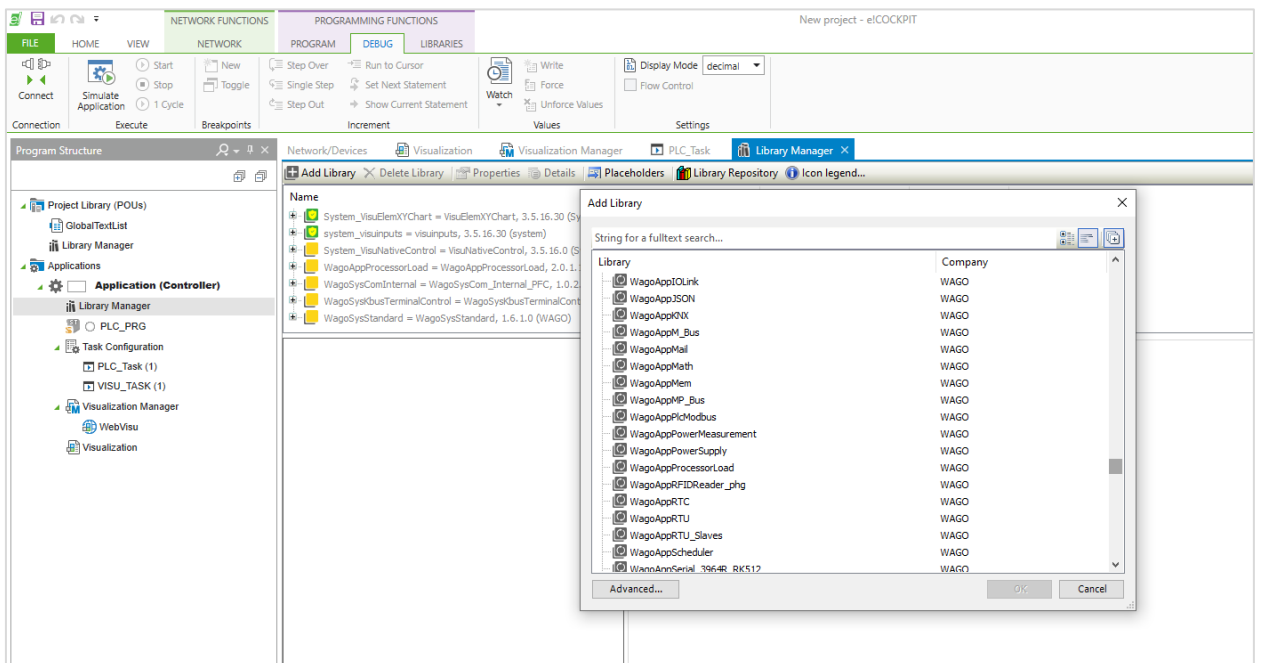 New project - e!COCKPIT
NETWORK FUNCTIONS
PROGRAMMING FUNCTIONS
FILE HOME VIEW NETWORK PROGRAM DEBUG LIBRARIES
Connect
Connection
Simulate Application
Start
Stop
1 Cycle
Execute
New
Toggle
Breakpoints
Step Over
Single Step
Step Out
Run to Cursor
Set Next Statement
Show Current Statement
Increment
Watch
Write
Force
Unforce Values
Values
Display Mode decimal
Flow Control
Settings
Program Structure
Project Library (POUs)
GlobalTextList
Library Manager
Applications
Application (Controller)
Library Manager
PLC_PRG
Task Configuration
PLC_Task (1)
VISU_TASK (1)
Visualization Manager
WebVisu
Visualization
Network/Devices Visualization Visualization Manager PLC_Task Library Manager
Add Library Delete Library Properties Details Placeholders Library Repository Icon legend...
Name
System_VisuElemXYChart = VisuElemXYChart, 3.5.16.30 (Sy
system_visuinputs = visuinputs, 3.5.16.30 (system)
System_VisuNativeControl = VisuNativeControl, 3.5.16.0 (S
WagoAppProcessorLoad = WagoAppProcessorLoad, 2.0.1.
WagoSysComInternal = WagoSysCom_Internal_PFC, 1.0.2.
WagoSysKbusTerminalControl = WagoSysKbusTerminalCont
WagoSysStandard = WagoSysStandard, 1.6.1.0 (WAGO)
Add Library
String for a fulltext search...
Library Company
WagoAppIOLink WAGO
WagoAppJSON WAGO
WagoAppKNX WAGO
WagoAppM_Bus WAGO
WagoAppMail WAGO
WagoAppMath WAGO
WagoAppMem WAGO
WagoAppMP_Bus WAGO
WagoAppPlcModbus WAGO
WagoAppPowerMeasurement WAGO
WagoAppPowerSupply WAGO
WagoAppProcessorLoad WAGO
WagoAppRFIDReader_phg WAGO
WagoAppRTC WAGO
WagoAppRTU WAGO
WagoAppRTU_Slaves WAGO
WagoAppScheduler WAGO
WagoAppSerial_3964R_RK512 WAGO
Advanced... OK Cancel